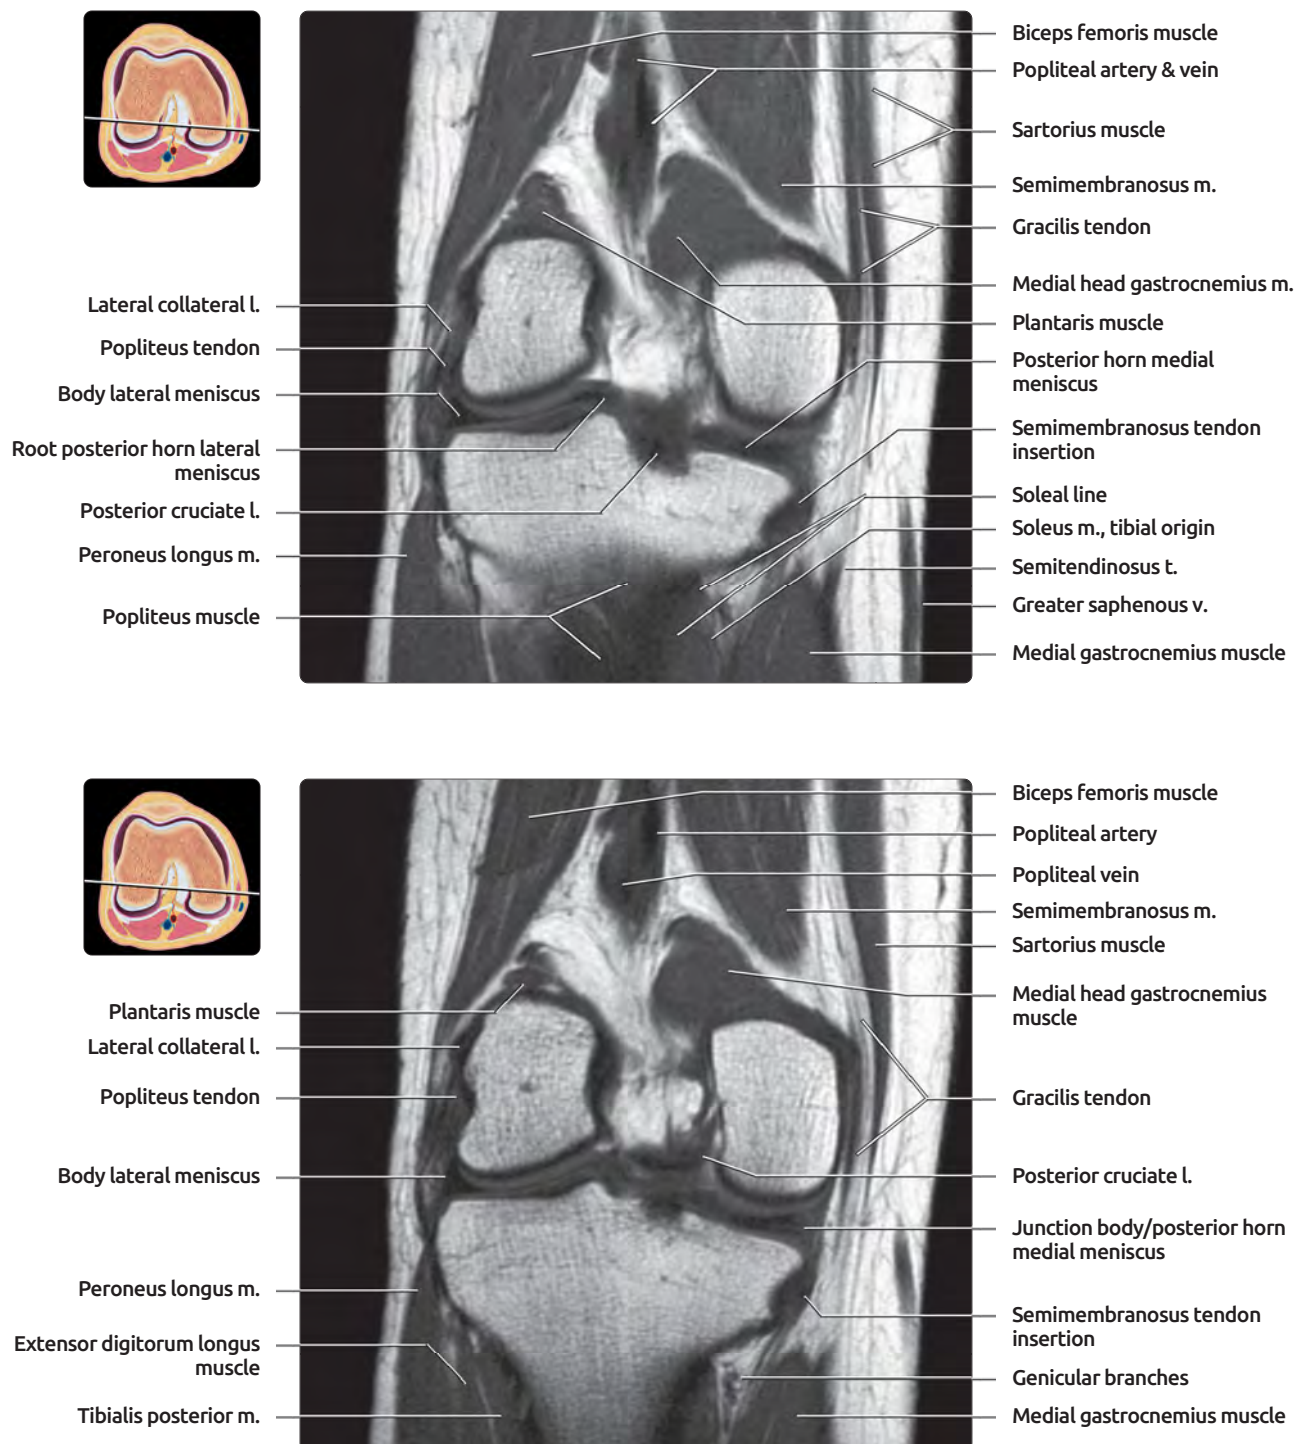 Biceps femoris muscle
Popliteal artery & vein
Sartorius muscle
Semimembranosus m.
Gracilis tendon
Medial head gastrocnemius m.
Plantaris muscle
Posterior horn medial
meniscus
Semimembranosus tendon
insertion
Soleal line
Soleus m., tibial origin
Semitendinosus t.
Greater saphenous v.
Medial gastrocnemius muscle
Lateral collateral l.
Popliteus tendon
Body lateral meniscus
Root posterior horn lateral
meniscus
Posterior cruciate l.
Peroneus longus m.
Popliteus muscle
Biceps femoris muscle
Popliteal artery
Popliteal vein
Semimembranosus m.
Sartorius muscle
Medial head gastrocnemius
muscle
Gracilis tendon
Posterior cruciate l.
Junction body/posterior horn
medial meniscus
Semimembranosus tendon
insertion
Genicular branches
Medial gastrocnemius muscle
Plantaris muscle
Lateral collateral l.
Popliteus tendon
Body lateral meniscus
Peroneus longus m.
Extensor digitorum longus
muscle
Tibialis posterior m.